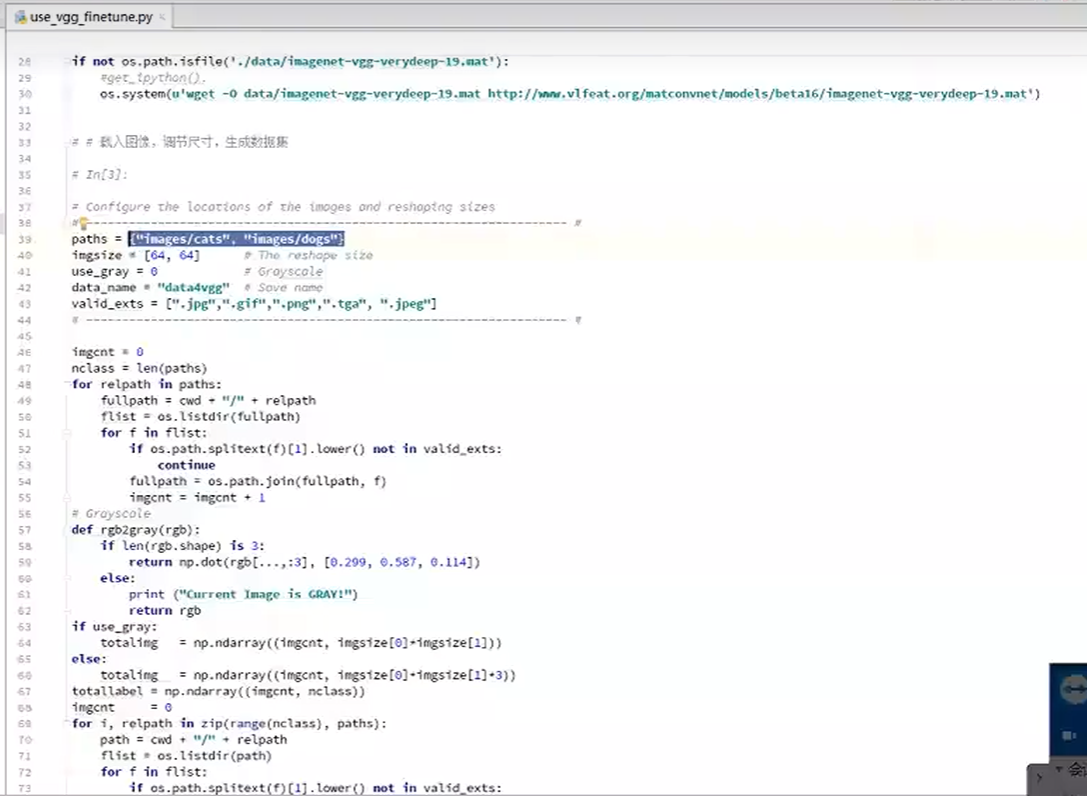 use_vgg_finetune.py
28 if not os.path.isfile('./data/imagenet-vgg-verydeep-19.mat'):
29 #get_ipython().
30 os.system(u'wget -O data/imagenet-vgg-verydeep-19.mat http://www.vlfeat.org/matconvnet/models/beta16/imagenet-vgg-verydeep-19.mat')
31
32
33 # # 载入图像，调节尺寸，生成数据集
34
35 # In[3]:
36
37 # Configure the locations of the images and reshaping sizes
38 # ------------------------------------------------------------------- #
39 paths = {"images/cats", "images/dogs"}
40 imgsize = [64, 64] # The reshape size
41 use_gray = 0 # Grayscale
42 data_name = "data4vgg" # Save name
43 valid_exts = [".jpg",".gif",".png",".tga", ".jpeg"]
44 # ------------------------------------------------------------------- #
45
46 imgcnt = 0
47 nclass = len(paths)
48 for relpath in paths:
49 fullpath = cwd + "/" + relpath
50 flist = os.listdir(fullpath)
51 for f in flist:
52 if os.path.splitext(f)[1].lower() not in valid_exts:
53 continue
54 fullpath = os.path.join(fullpath, f)
55 imgcnt = imgcnt + 1
56 # Grayscale
57 def rgb2gray(rgb):
58 if len(rgb.shape) is 3:
59 return np.dot(rgb[...,:3], [0.299, 0.587, 0.114])
60 else:
61 print ("Current Image is GRAY!")
62 return rgb
63 if use_gray:
64 totalimg = np.ndarray((imgcnt, imgsize[0]*imgsize[1]))
65 else:
66 totalimg = np.ndarray((imgcnt, imgsize[0]*imgsize[1]*3))
67 totallabel = np.ndarray((imgcnt, nclass))
68 imgcnt = 0
69 for i, relpath in zip(range(nclass), paths):
70 path = cwd + "/" + relpath
71 flist = os.listdir(path)
72 for f in flist:
73 if os.path.splitext(f)[1].lower() not in valid_exts: